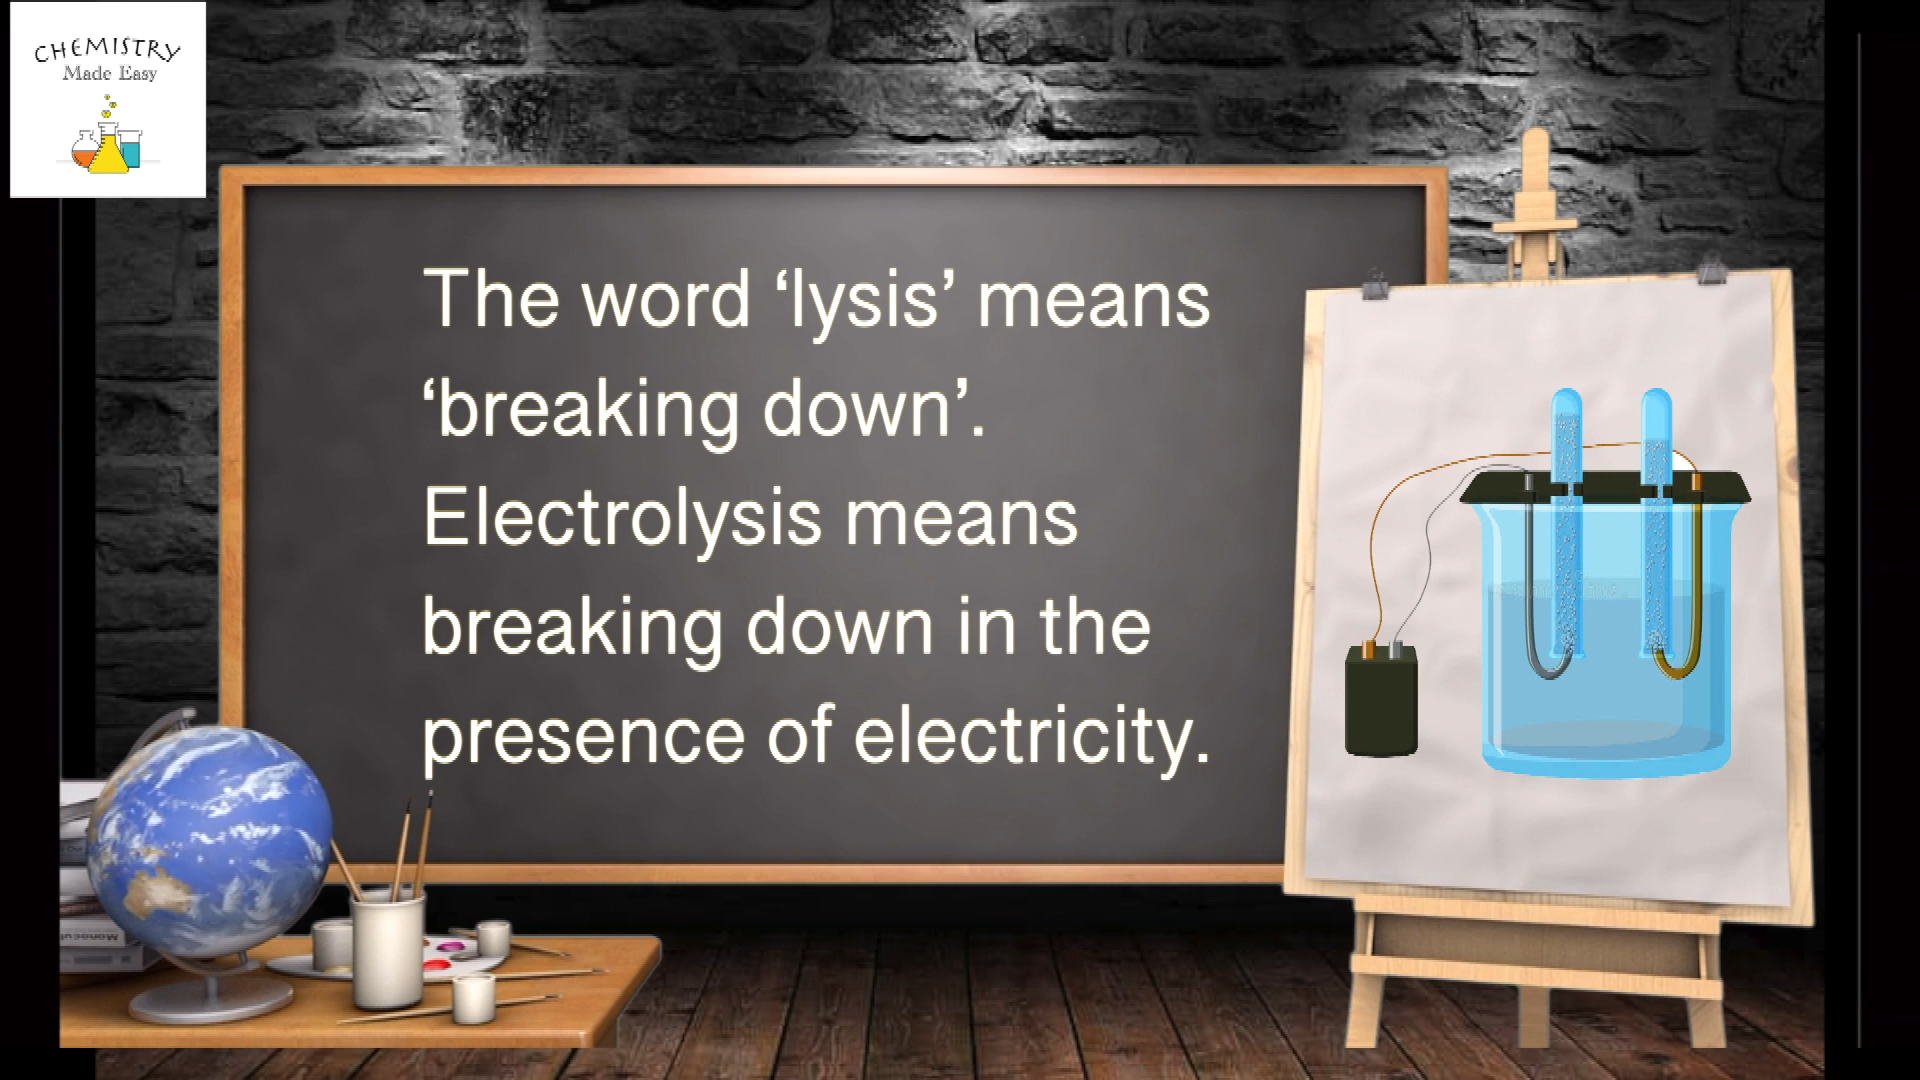 CHEMISTRY
Made Easy
The word ‘lysis’ means
‘breaking down’.
Electrolysis means
breaking down in the
presence of electricity.